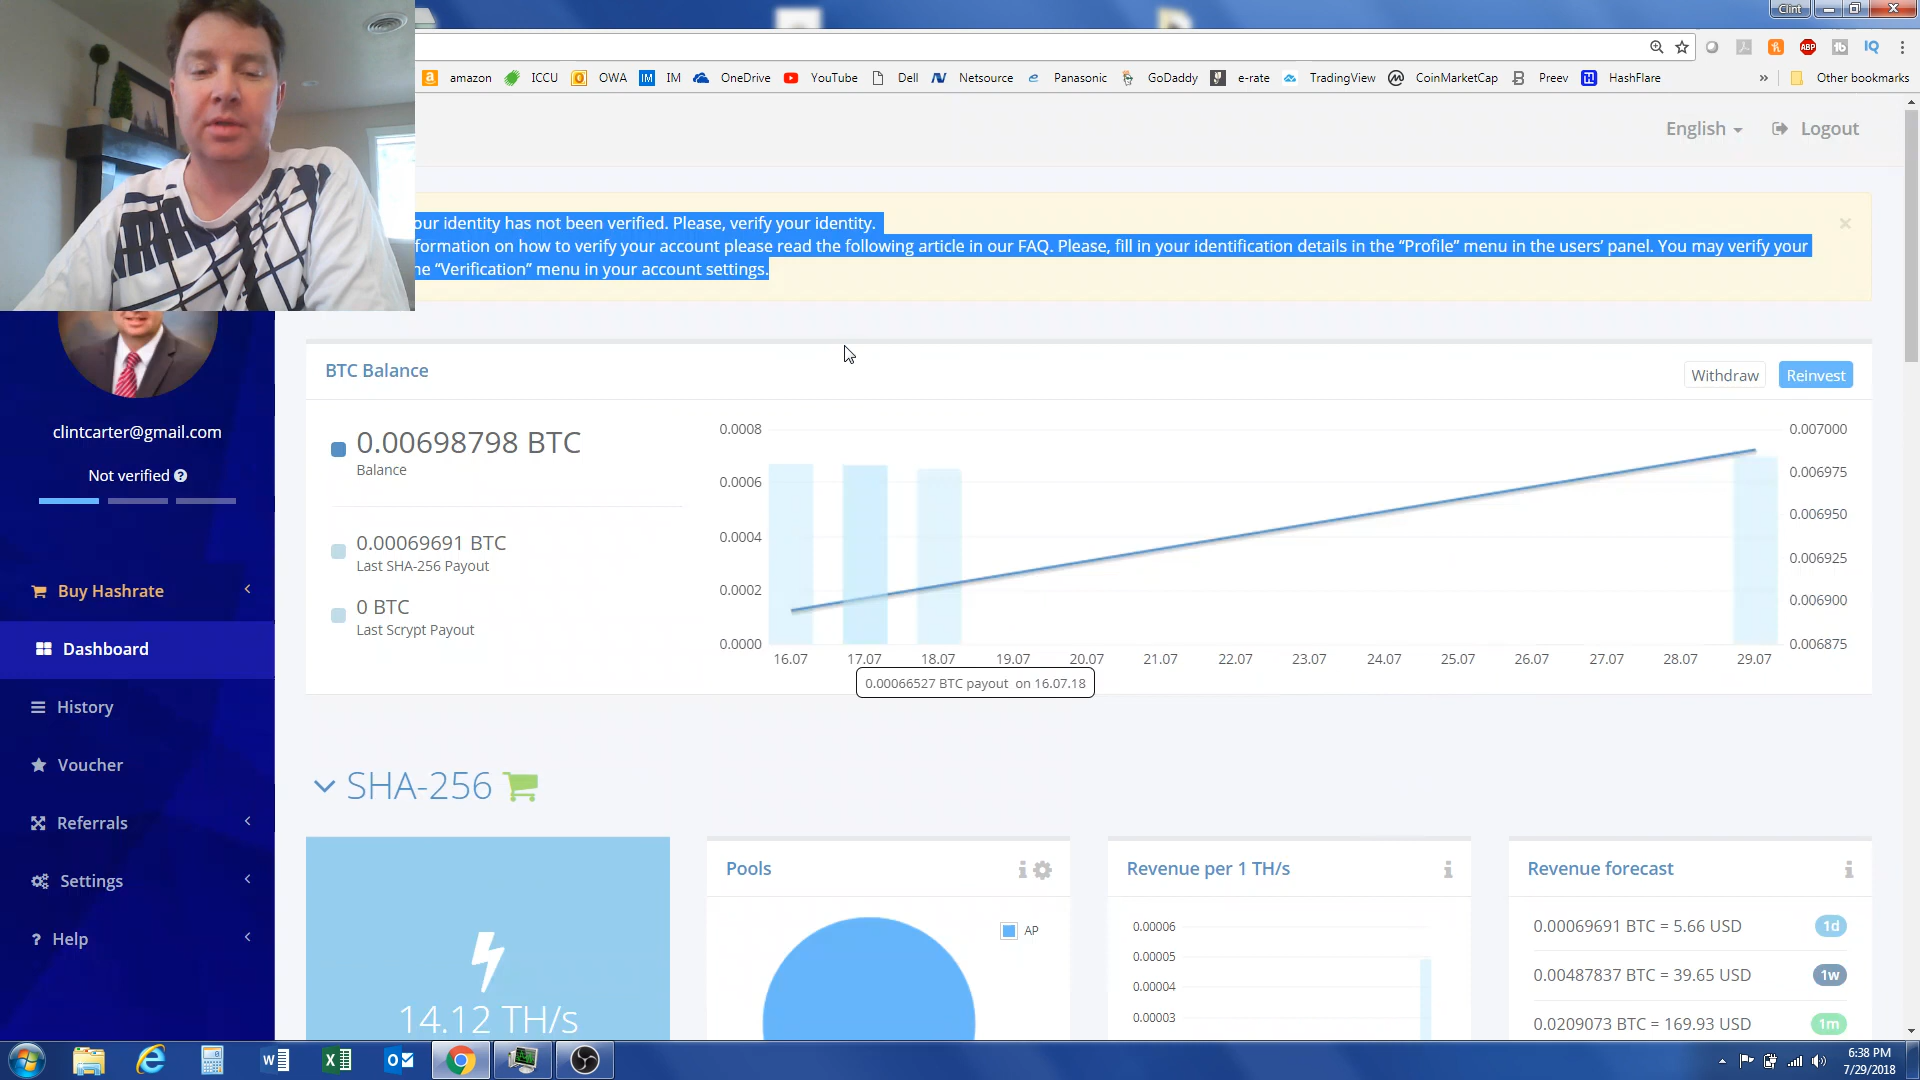 Clint
amazon ICCU OWA IM OneDrive YouTube Dell Netsource Panasonic GoDaddy e-rate TradingView CoinMarketCap Preev HashFlare » Other bookmarks
English Logout
our identity has not been verified. Please, verify your identity.
formation on how to verify your account please read the following article in our FAQ. Please, fill in your identification details in the “Profile” menu in the users’ panel. You may verify your
he “Verification” menu in your account settings.
clintcarter@gmail.com
Not verified
Buy Hashrate
Dashboard
History
Voucher
Referrals
Settings
Help
BTC Balance
Withdraw
Reinvest
0.00698798 BTC
Balance
0.00069691 BTC
Last SHA-256 Payout
0 BTC
Last Scrypt Payout
0.0008
0.0006
0.0004
0.0002
0.0000
0.007000
0.006975
0.006950
0.006925
0.006900
0.006875
16.07 17.07 18.07 19.07 20.07 21.07 22.07 23.07 24.07 25.07 26.07 27.07 28.07 29.07
0.00066527 BTC payout on 16.07.18
SHA-256
14.12 TH/s
Pools
AP
Revenue per 1 TH/s
0.00006
0.00005
0.00004
0.00003
Revenue forecast
0.00069691 BTC = 5.66 USD 1d
0.00487837 BTC = 39.65 USD 1w
0.0209073 BTC = 169.93 USD 1m
6:38 PM
7/29/2018